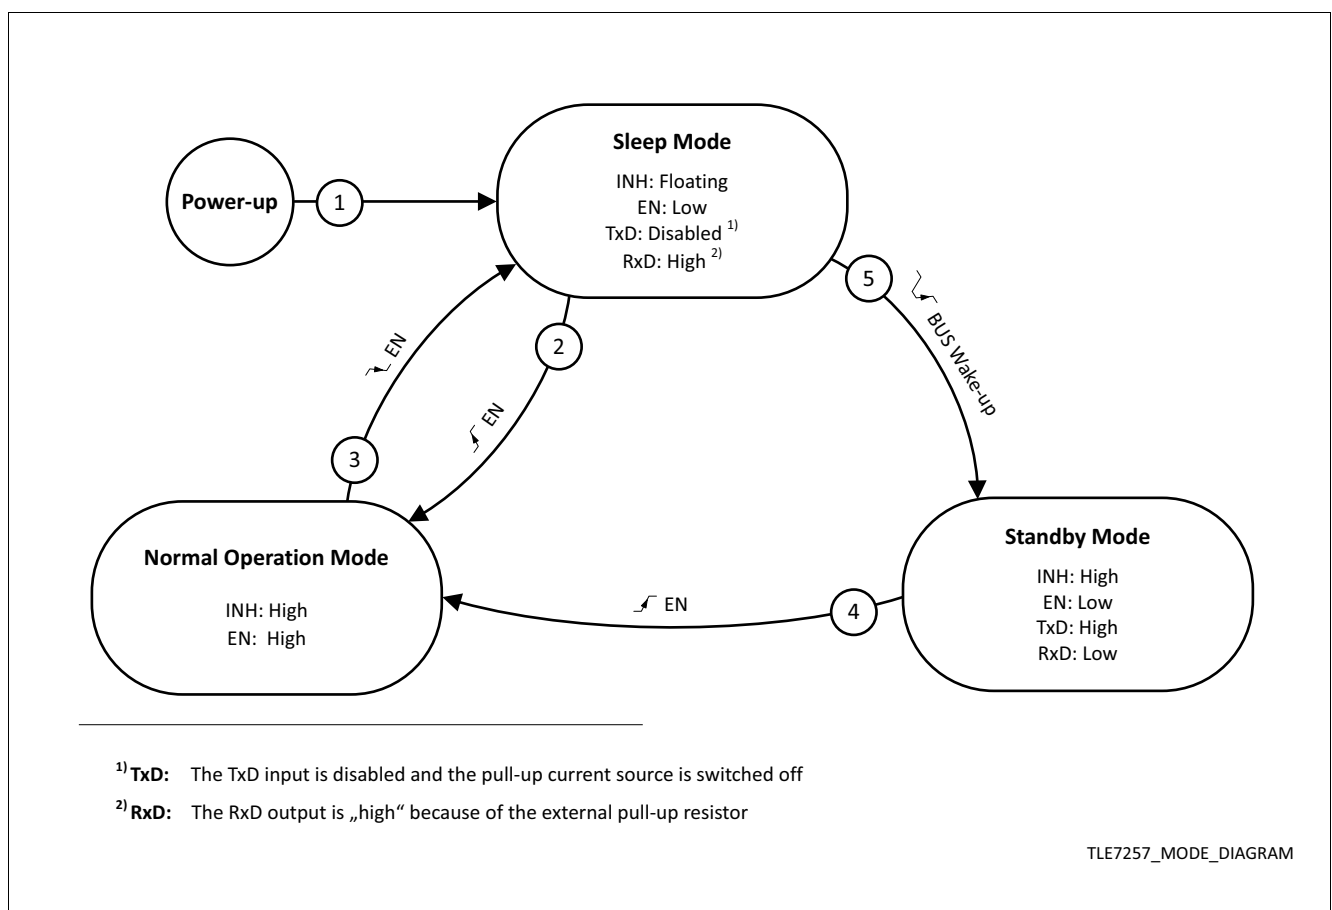 Power-up
1
Sleep Mode
INH: Floating
EN: Low
TxD: Disabled 1)
RxD: High 2)
5
BUS Wake-up
2
EN
EN
3
Normal Operation Mode
INH: High
EN: High
EN
4
Standby Mode
INH: High
EN: Low
TxD: High
RxD: Low
1) TxD: The TxD input is disabled and the pull-up current source is switched off
2) RxD: The RxD output is „high“ because of the external pull-up resistor
TLE7257_MODE_DIAGRAM